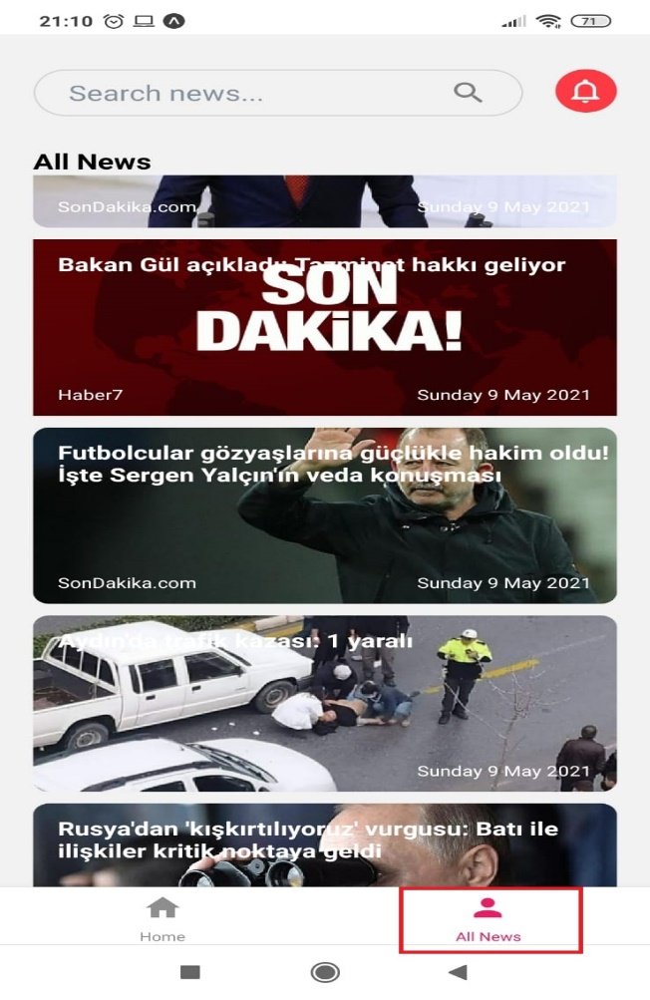 21:10
71
Search news...
All News
SonDakika.com
Sunday 9 May 2021
Bakan Gül açıkladı: Tazminat hakkı geliyor
SON
DAKİKA!
Haber7
Sunday 9 May 2021
Futbolcular gözyaşlarına güçlükle hakim oldu!
İşte Sergen Yalçın'ın veda konuşması
SonDakika.com
Sunday 9 May 2021
Aydın'da trafik kazası: 1 yaralı
Sunday 9 May 2021
Rusya'dan 'kışkırtılıyoruz' vurgusu: Batı ile
ilişkiler kritik noktaya geldi
Home
All News